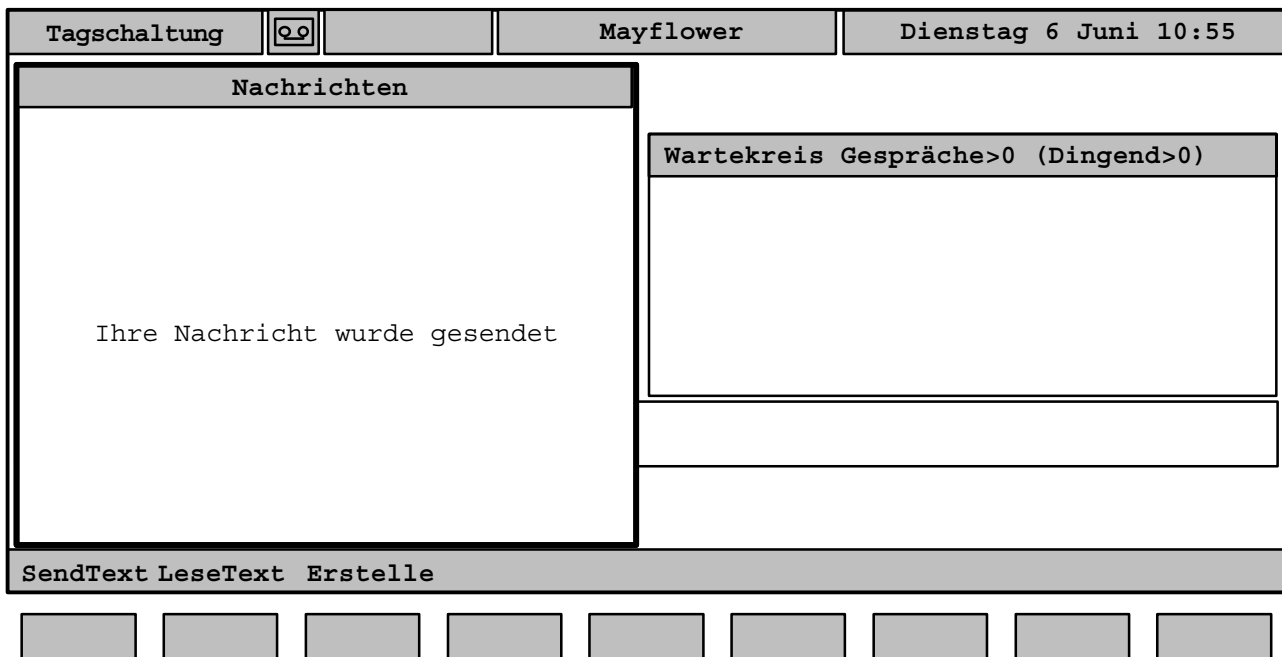 Tagschaltung Mayflower Dienstag 6 Juni 10:55
Nachrichten
Wartekreis Gespräche>0 (Dingend>0)
Ihre Nachricht wurde gesendet
SendText LeseText Erstelle